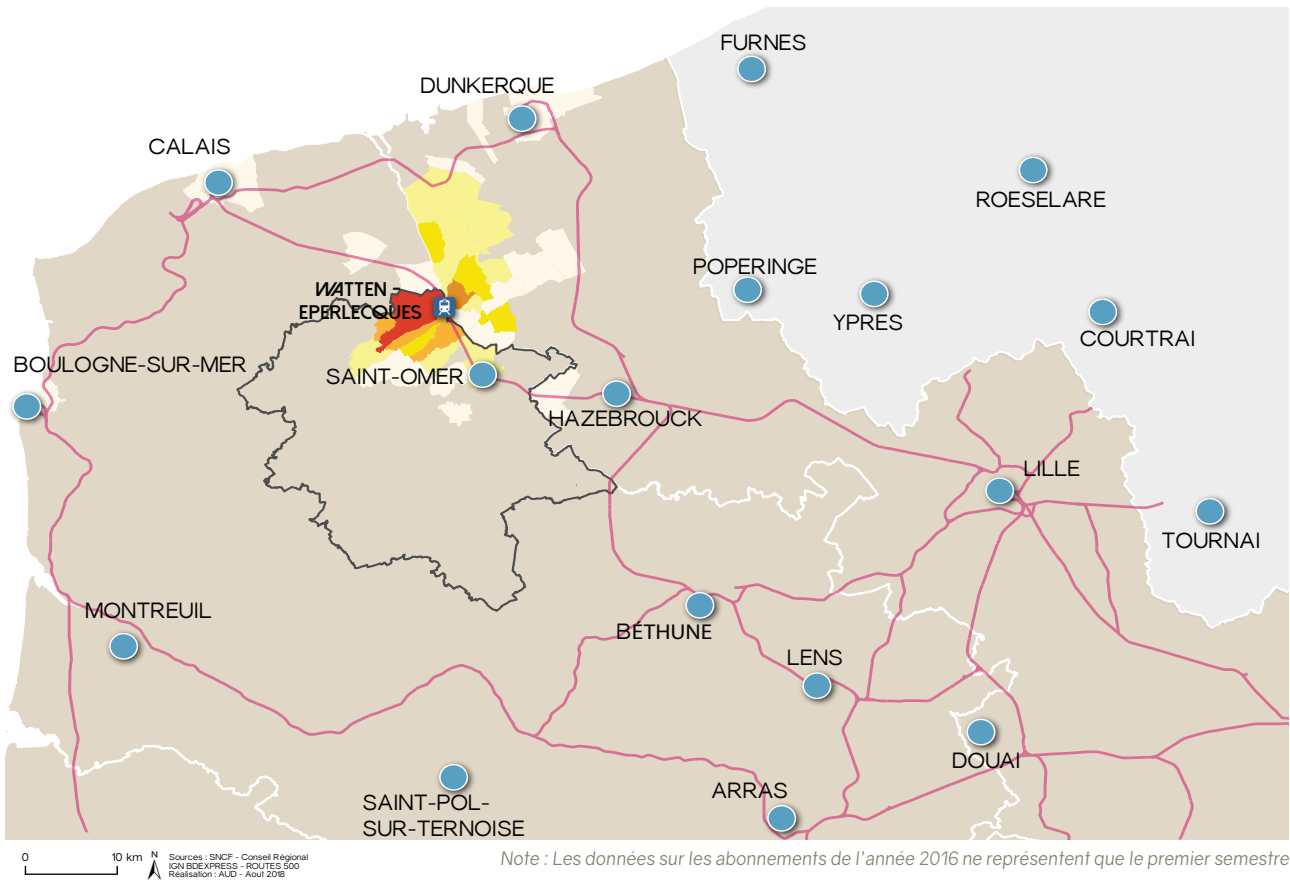 FURNES
DUNKERQUE
CALAIS
ROESELARE
POPERINGE
WATTEN -
EPERLECQUES
YPRES
COURTRAI
BOULOGNE-SUR-MER
SAINT-OMER
HAZEBROUCK
LILLE
TOURNAI
MONTREUIL
BÉTHUNE
LENS
DOUAI
ARRAS
SAINT-POL-
SUR-TERNOISE
0 10 km N
Sources : SNCF - Conseil Régional
IGN BDEXPRESS - ROUTES 500
Réalisation : AUD - Aout 2018
Note : Les données sur les abonnements de l'année 2016 ne représentent que le premier semestre